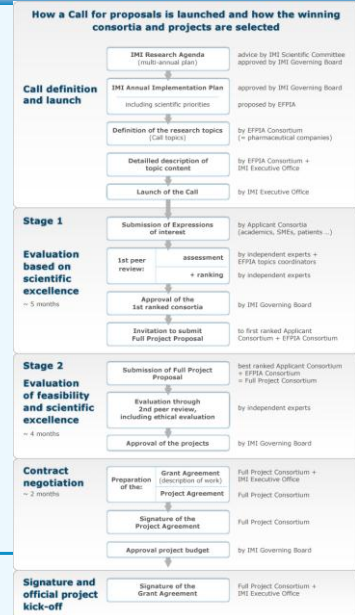 How a Call for proposals is launched and how the winning
consortia and projects are selected
Call definition
and launch
IMI Research Agenda
(multi-annual plan)
advice by IMI Scientific Committee
approved by IMI Governing Board
IMI Annual Implementation Plan
including scientific priorities
approved by IMI Governing Board
proposed by EFPIA
Definition of the research topics
(Call topics)
by EFPIA Consortium
(= pharmaceutical companies)
Detailled description of
topic content
by EFPIA Consortium +
IMI Executive Office
Launch of the Call
by IMI Executive Office
Stage 1
Evaluation
based on
scientific
excellence
~ 5 months
Submission of Expressions
of interest
by Applicant Consortia
(academics, SMEs, patients ...)
1st peer
review:
assessment
by independent experts +
EFPIA topics coordinators
+ ranking
by independent experts
Approval of the
1st ranked consortia
by IMI Governing Board
Invitation to submit
Full Project Proposal
to first ranked Applicant
Consortium + EFPIA Consortium
Stage 2
Evaluation
of feasibility
and scientific
excellence
~ 4 months
Submission of Full Project
Proposal
best ranked Applicant Consortium
+ EFPIA Consortium
= Full Project Consortium
Evaluation through
2nd peer review,
including ethical evaluation
by independent experts
Approval of the projects
by IMI Governing Board
Contract
negotiation
~ 2 months
Preparation
of the:
Grant Agreement
(description of work)
Full Project Consortium +
IMI Executive Office
Project Agreement
Full Project Consortium
Signature of the
Project Agreement
Full Project Consortium
Approval project budget
by IMI Governing Board
Signature and
official project
kick-off
Signature of the
Grant Agreement
Full Project Consortium +
IMI Executive Office